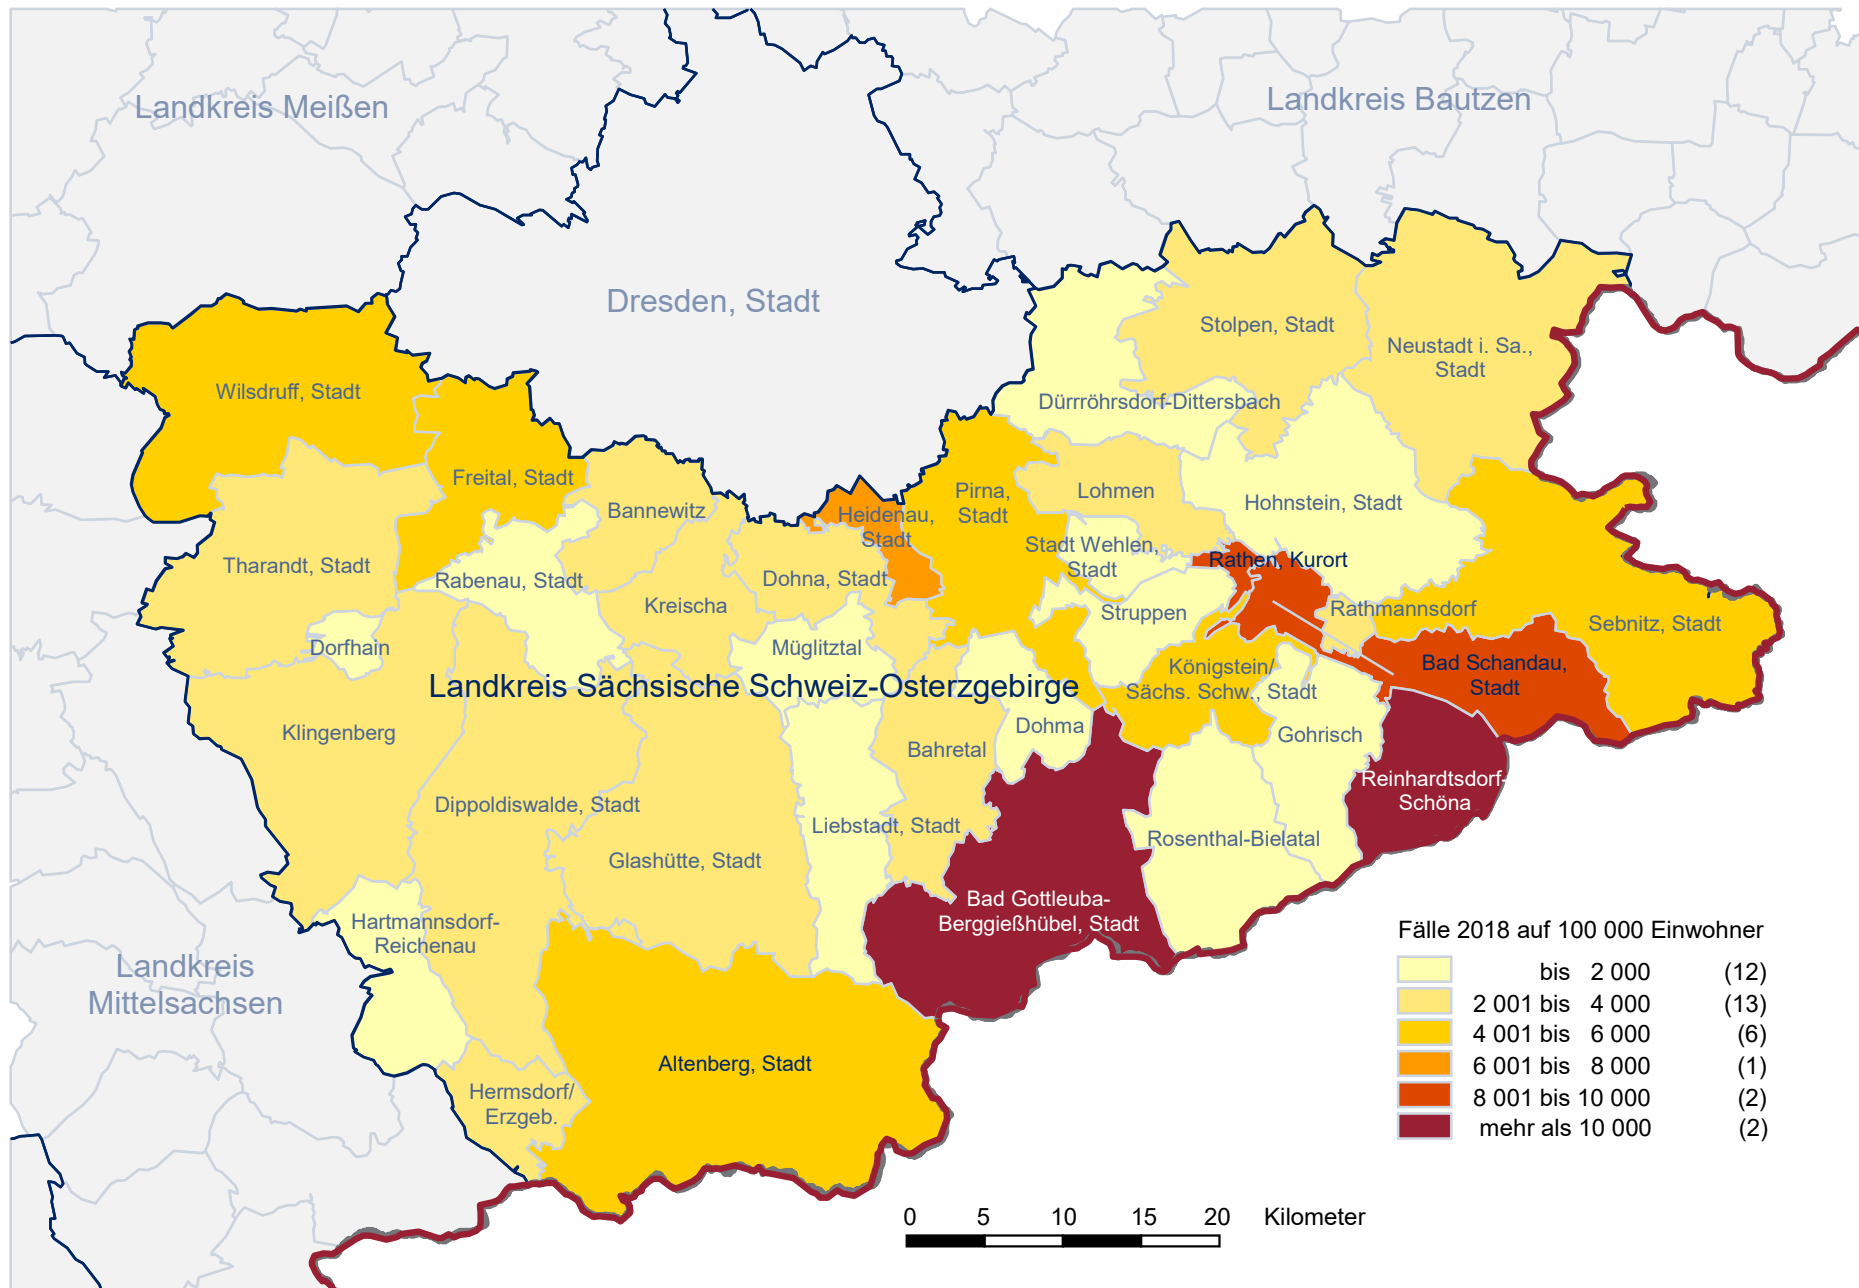 Landkreis Meißen
Landkreis Bautzen
Dresden, Stadt
Stolpen, Stadt
Neustadt i. Sa.,
Stadt
Wilsdruff, Stadt
Dürrröhrsdorf-Dittersbach
Freital, Stadt
Pirna,
Stadt
Lohmen
Hohnstein, Stadt
Bannewitz
Heidenau,
Stadt
Stadt Wehlen,
Stadt
Rathen, Kurort
Tharandt, Stadt
Rabenau, Stadt
Dohna, Stadt
Kreischa
Struppen
Rathmannsdorf
Sebnitz, Stadt
Dorfhain
Müglitztal
Königstein/
Sächs. Schw., Stadt
Bad Schandau,
Stadt
Landkreis Sächsische Schweiz-Osterzgebirge
Klingenberg
Dohma
Gohrisch
Bahretal
Reinhardtsdorf-
Schöna
Dippoldiswalde, Stadt
Liebstadt, Stadt
Rosenthal-Bielatal
Glashütte, Stadt
Bad Gottleuba-
Berggießhübel, Stadt
Hartmannsdorf-
Reichenau
Landkreis
Mittelsachsen
Altenberg, Stadt
Hermsdorf/
Erzgeb.
Fälle 2018 auf 100 000 Einwohner
bis 2 000 (12)
2 001 bis 4 000 (13)
4 001 bis 6 000 (6)
6 001 bis 8 000 (1)
8 001 bis 10 000 (2)
mehr als 10 000 (2)
0 5 10 15 20 Kilometer